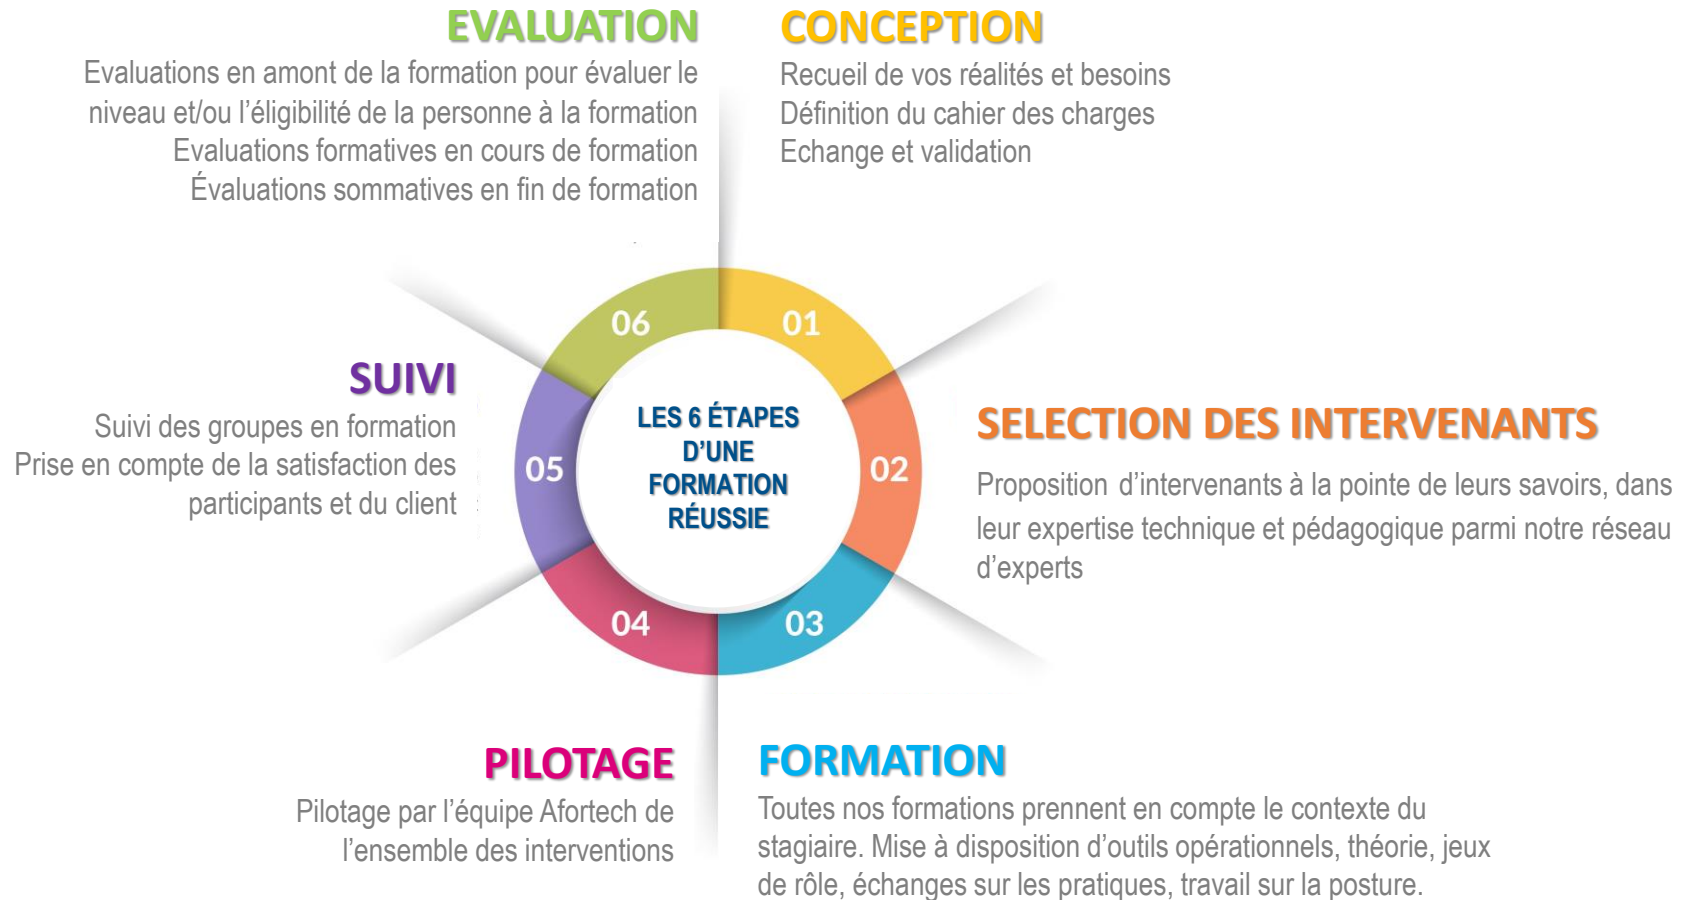 EVALUATION
Evaluations en amont de la formation pour évaluer le
niveau et/ou l’éligibilité de la personne à la formation
Evaluations formatives en cours de formation
Évaluations sommatives en fin de formation
CONCEPTION
Recueil de vos réalités et besoins
Définition du cahier des charges
Echange et validation
06
01
SUIVI
Suivi des groupes en formation
Prise en compte de la satisfaction des
participants et du client
05
LES 6 ÉTAPES
D’UNE
FORMATION
RÉUSSIE
02
SELECTION DES INTERVENANTS
Proposition d’intervenants à la pointe de leurs savoirs, dans
leur expertise technique et pédagogique parmi notre réseau
d’experts
04
03
PILOTAGE
Pilotage par l’équipe Afortech de
l’ensemble des interventions
FORMATION
Toutes nos formations prennent en compte le contexte du
stagiaire. Mise à disposition d’outils opérationnels, théorie, jeux
de rôle, échanges sur les pratiques, travail sur la posture.